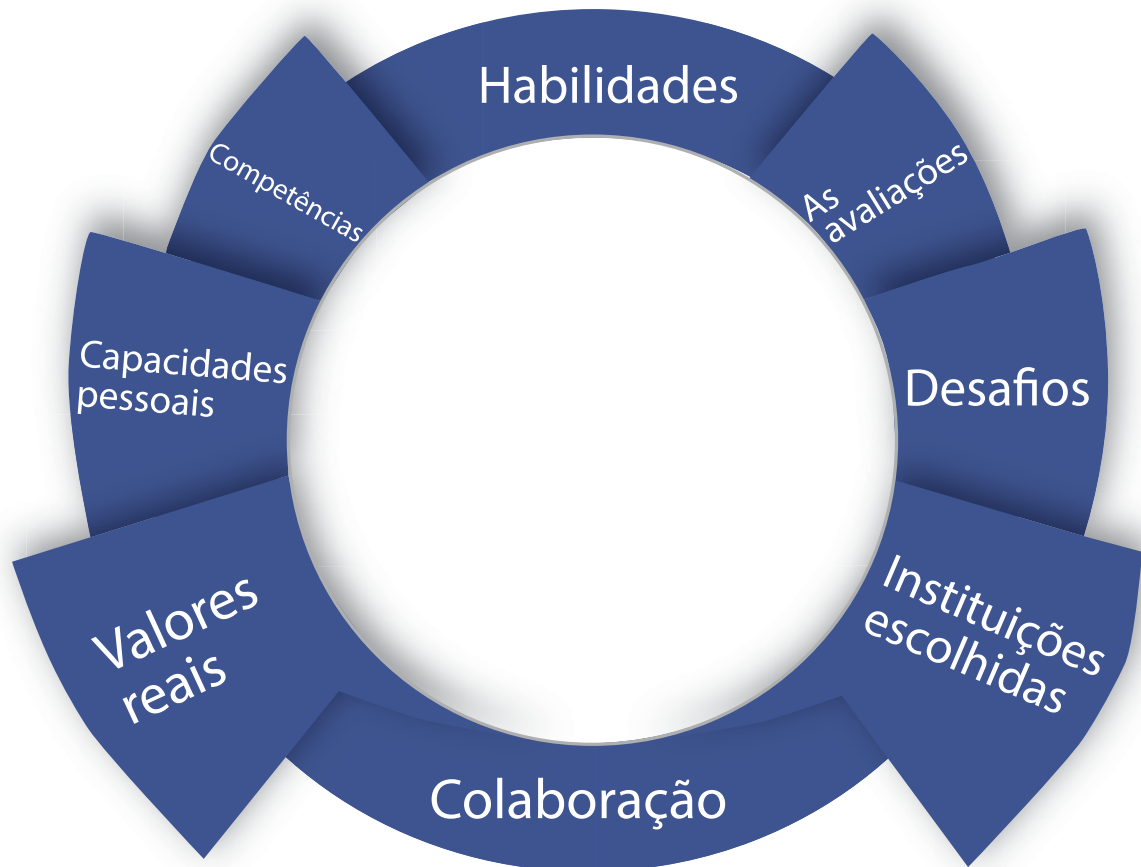 Habilidades
As
avaliações
Desafios
Instituições
escolhidas
Colaboração
Valores
reais
Capacidades
pessoais
Competências